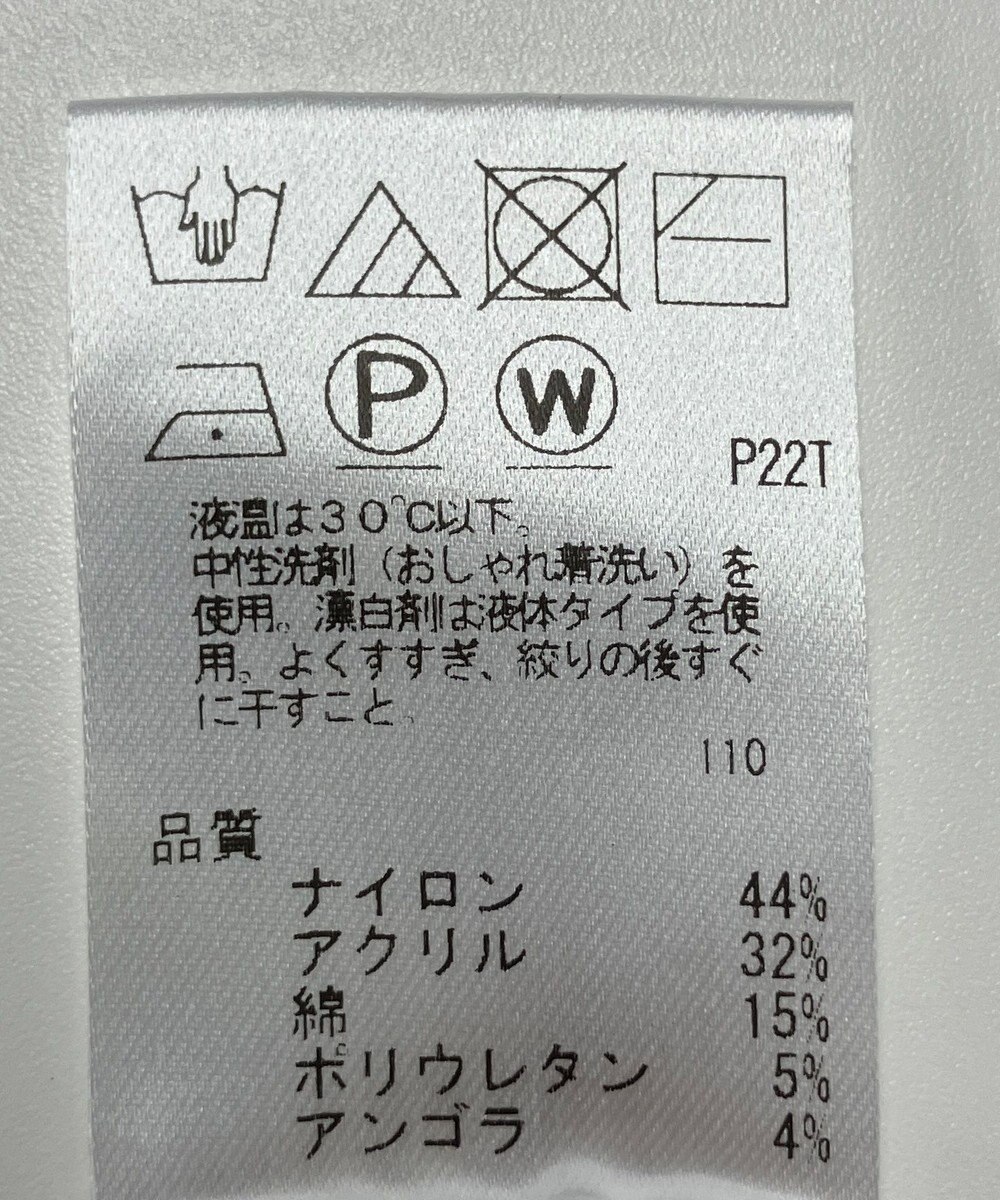 P W
P22T
液温は30℃以下。
中性洗剤（おしゃれ着洗い）を
使用。漂白剤は液体タイプを使
用。よくすすぎ、絞りの後すぐ
に干すこと。
110
品質
ナイロン 44%
アクリル 32%
綿 15%
ポリウレタン 5%
アンゴラ 4%